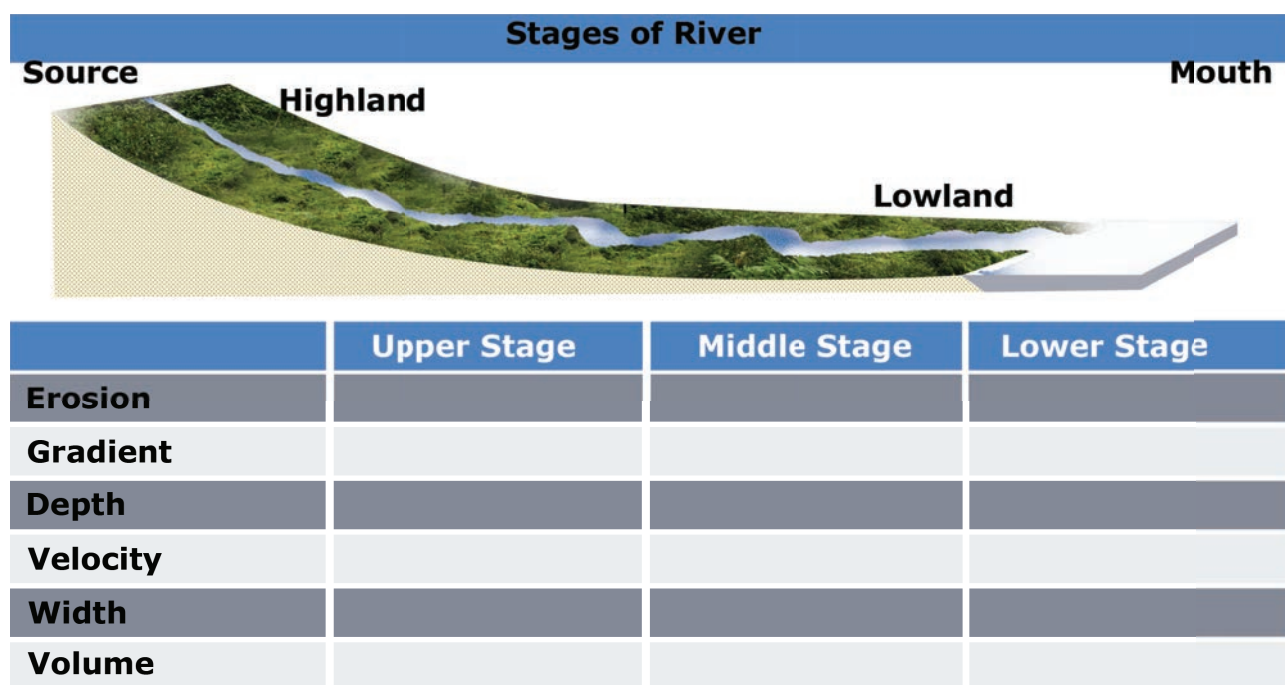 Stages of River
Source
Mouth
Highland
Lowland
Upper Stage Middle Stage Lower Stage
Erosion
Gradient
Depth
Velocity
Width
Volume